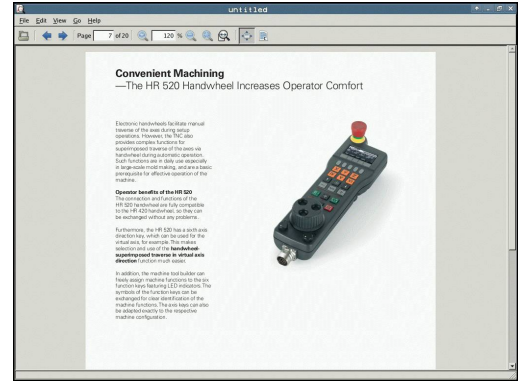 untitled
File Edit View Go Help
Page 7 of 20 120 %
Convenient Machining
—The HR 520 Handwheel Increases Operator Comfort
Electronic handwheels facilitate manual
traverse of the axes during setup
operations. However, the TNC also
provides complex functions for
superimposed traverse of the axes via
handwheel during automatic operation.
Such functions are in daily use especially
in large-scale mold making, and are a basic
prerequisite for effective operation of the
machine.
Operator benefits of the HR 520
The connection and functions of the
HR 520 handwheel are fully compatible
to the HR 420 handwheel, so they can
be exchanged without any problems.
Furthermore, the HR 520 has a sixth axis
direction key, which can be used for the
virtual axis, for example. This makes
selection and use of the handwheel-
superimposed traverse in virtual axis
direction function much easier.
In addition, the machine tool builder can
freely assign machine functions to the six
function keys featuring LED indicators. The
symbols of the function keys can be
exchanged for clear identification of the
machine functions. The axis keys can also
be adapted exactly to the respective
machine configuration.